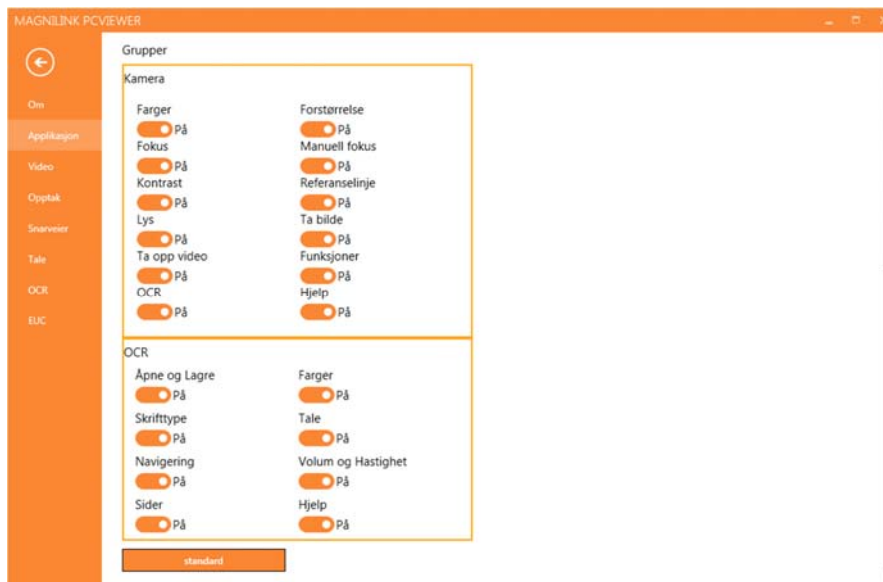 MAGNILINK PCVIEWER
Om
Applikasjon
Video
Opptak
Snarveier
Tale
OCR
EUC
Grupper
Kamera
Farger Forstørrelse
På På
Fokus Manuell fokus
På På
Kontrast Referanselinje
På På
Lys Ta bilde
På På
Ta opp video Funksjoner
På På
OCR Hjelp
På På
OCR
Åpne og Lagre Farger
På På
Skrifttype Tale
På På
Navigering Volum og Hastighet
På På
Sider Hjelp
På På
standard